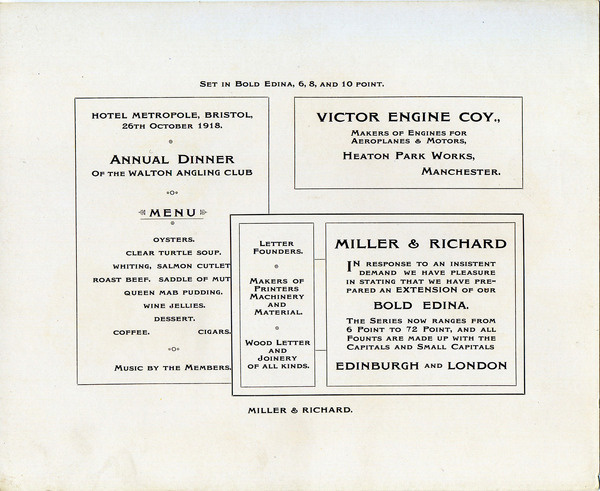 Set in Bold Edina, 6, 8, and 10 point.
HOTEL METROPOLE, BRISTOL,
26th October 1918.
Annual Dinner
Of the WALTON ANGLING CLUB
MENU
OYSTERS.
CLEAR TURTLE SOUP.
WHITING, SALMON CUTLET
ROAST BEEF. SADDLE OF MUT
QUEEN MAB PUDDING.
WINE JELLIES.
DESSERT.
COFFEE. CIGARS.
Music by the Members.
VICTOR ENGINE COY.,
Makers of Engines for
Aeroplanes & Motors,
Heaton Park Works,
Manchester.
Letter
Founders.
Makers of
Printers
Machinery
and
Material.
Wood Letter
and
Joinery
of all kinds.
MILLER & RICHARD
In response to an insistent
demand we have pleasure
in stating that we have pre-
pared an EXTENSION of our
BOLD EDINA.
The Series now ranges from
6 Point to 72 Point, and all
Founts are made up with the
Capitals and Small Capitals
EDINBURGH and LONDON
MILLER & RICHARD.